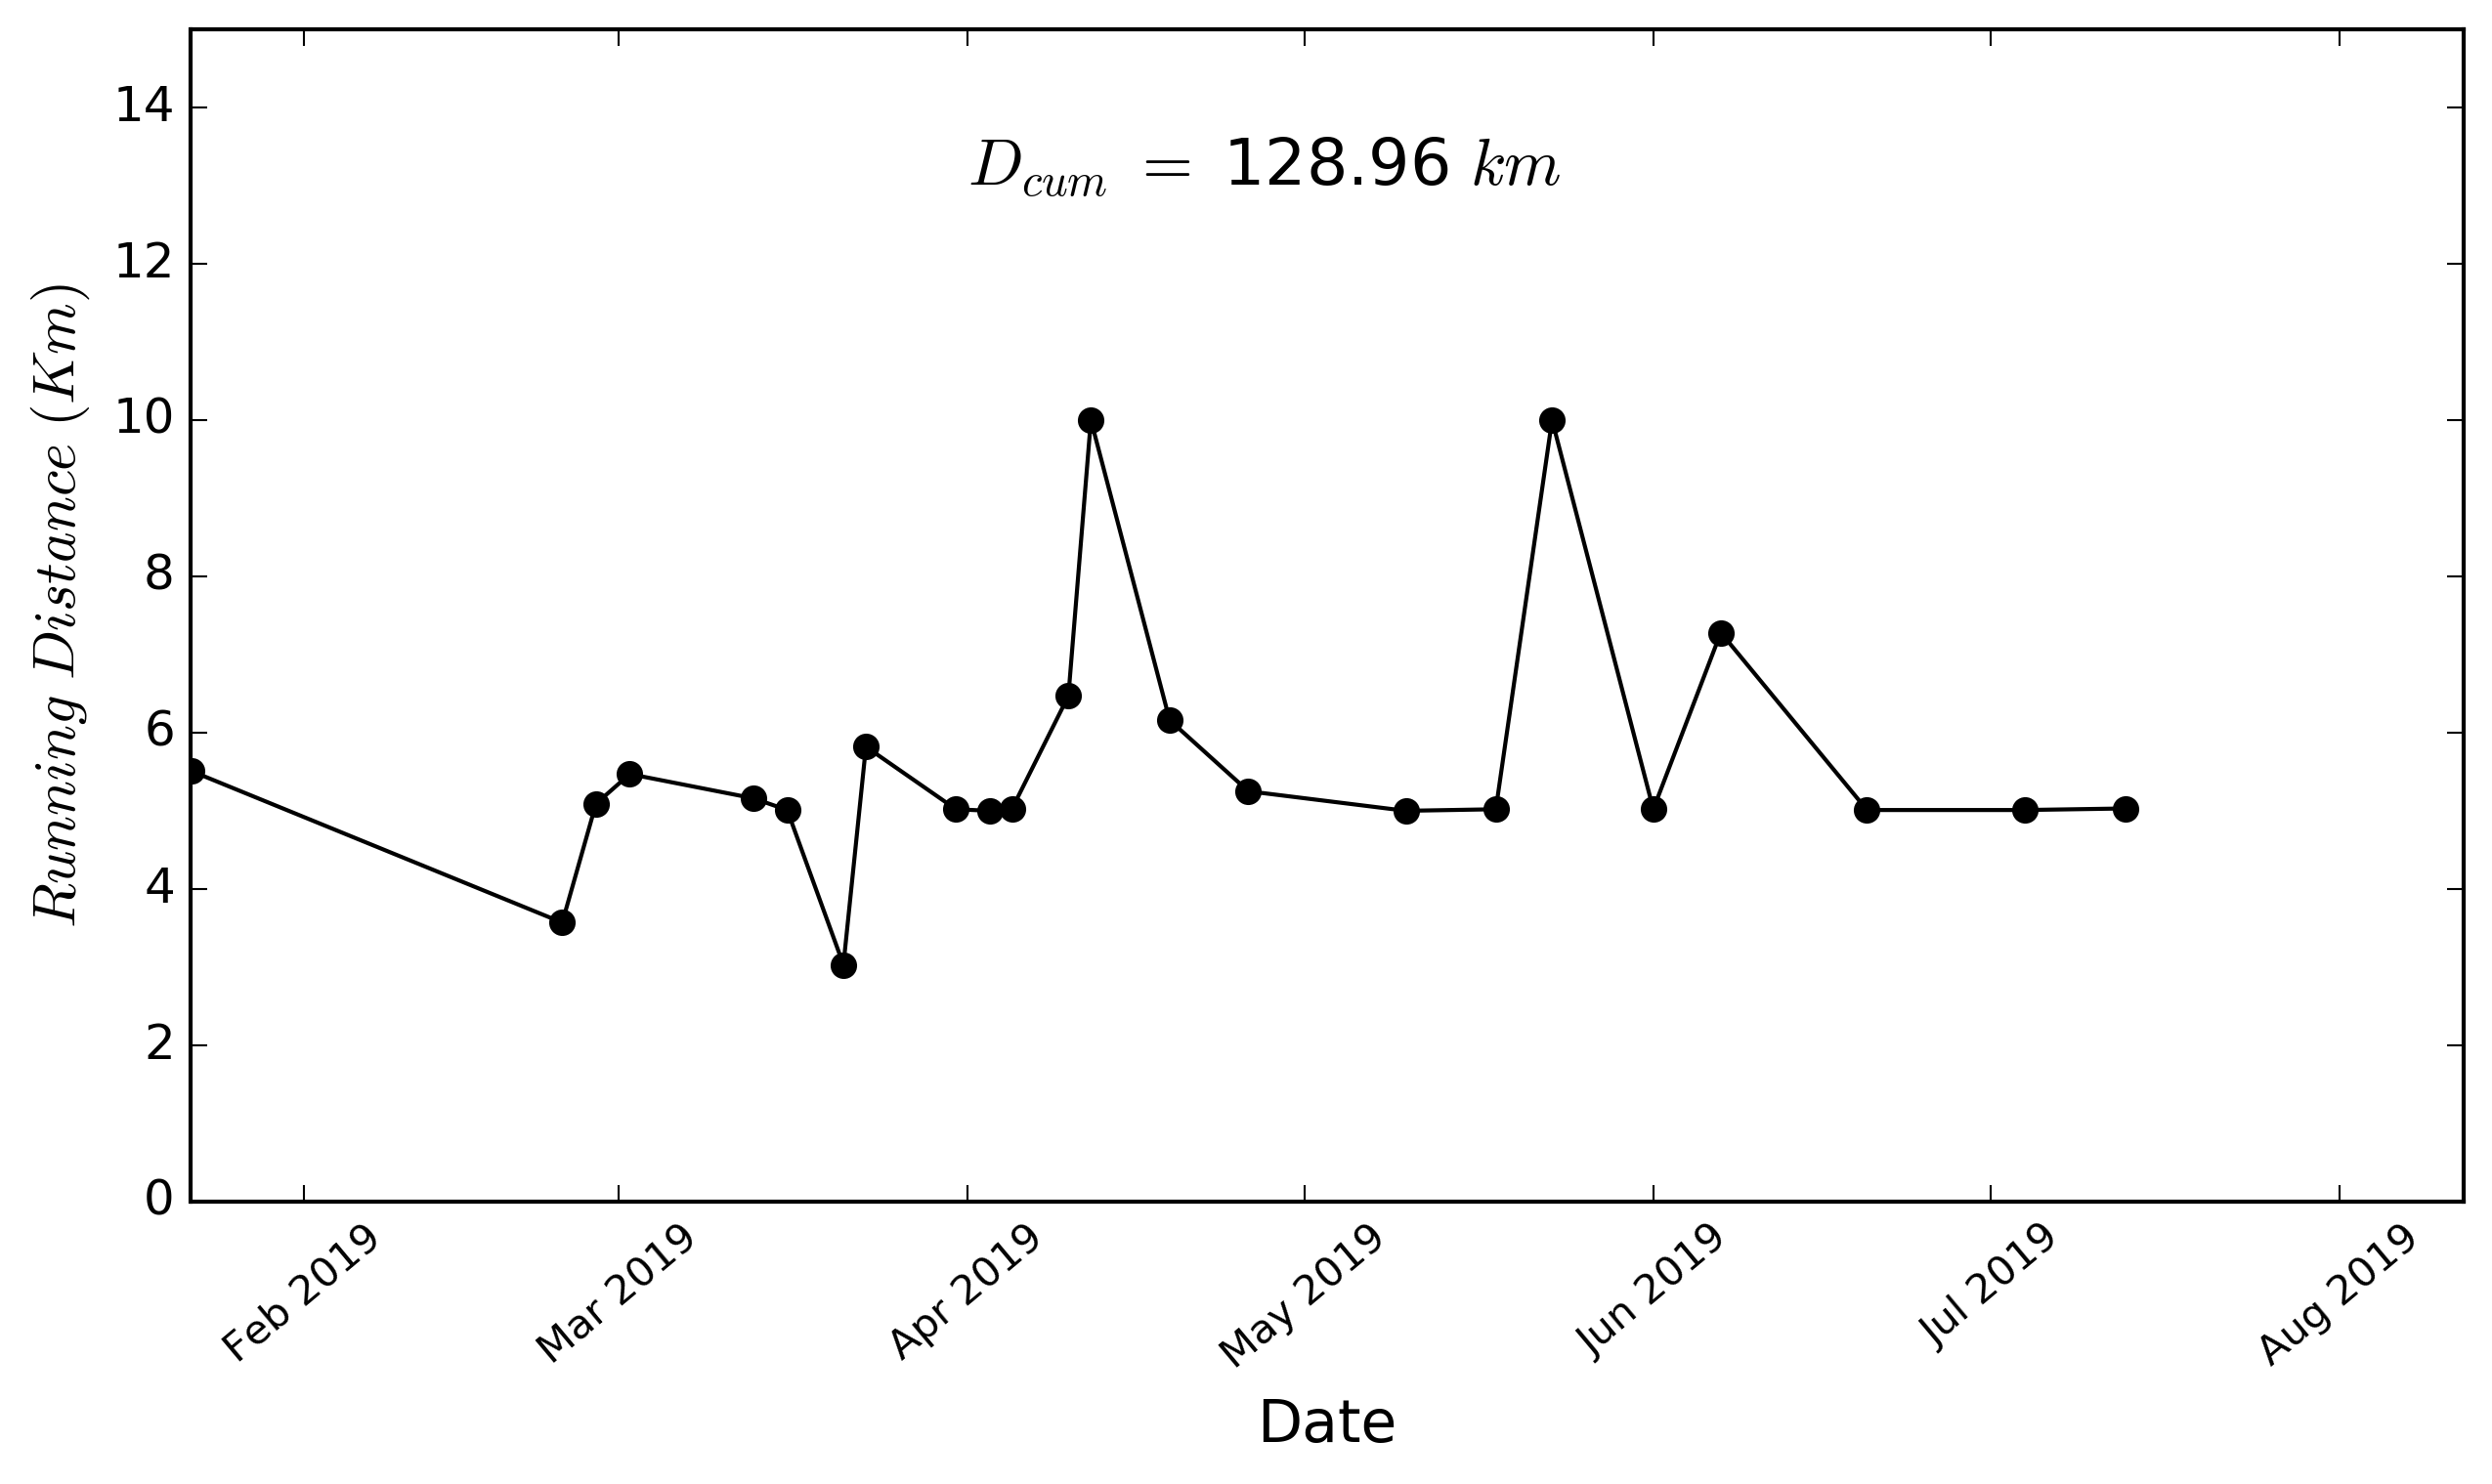 D_cum = 128.96 km
Running Distance (Km)
14
12
10
8
6
4
2
0
Feb 2019
Mar 2019
Apr 2019
May 2019
Jun 2019
Jul 2019
Aug 2019
Date